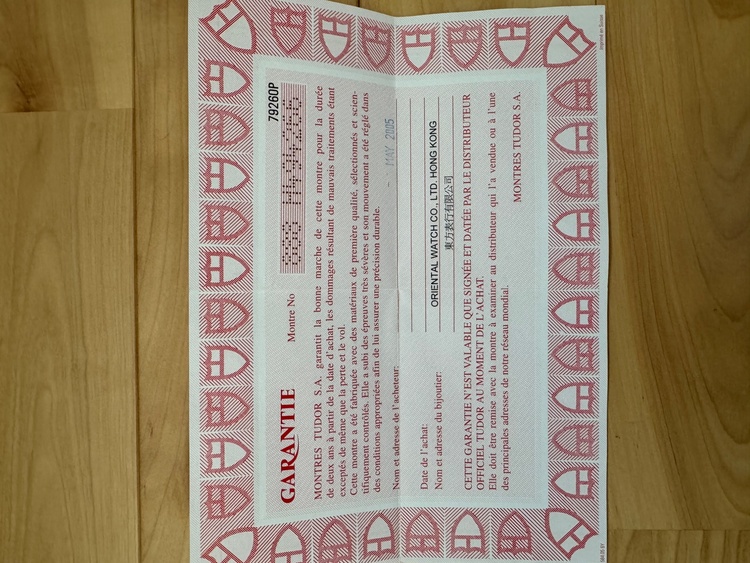 GARANTIE
Montre No
79260P
MONTRES TUDOR S.A. garantit la bonne marche de cette montre pour la durée
de deux ans à partir de la date d'achat, les dommages résultant de mauvais traitements étant
exceptés de même que la perte et le vol.
Cette montre a été fabriquée avec des matériaux de première qualité, sélectionnés et scien-
tifiquement contrôlés. Elle a subi des épreuves très sévères et son mouvement a été réglé dans
des conditions appropriées afin de lui assurer une précision durable.
- MAY 2005
Nom et adresse de l'acheteur:
Date de l'achat:
Nom et adresse du bijoutier:
ORIENTAL WATCH CO., LTD. HONG KONG
東方表行有限公司
CETTE GARANTIE N'EST VALABLE QUE SIGNÉE ET DATÉE PAR LE DISTRIBUTEUR
OFFICIEL TUDOR AU MOMENT DE L'ACHAT.
Elle doit être remise avec la montre à examiner au distributeur qui l'a vendue ou à l'une
des principales adresses de notre réseau mondial.
MONTRES TUDOR S.A.